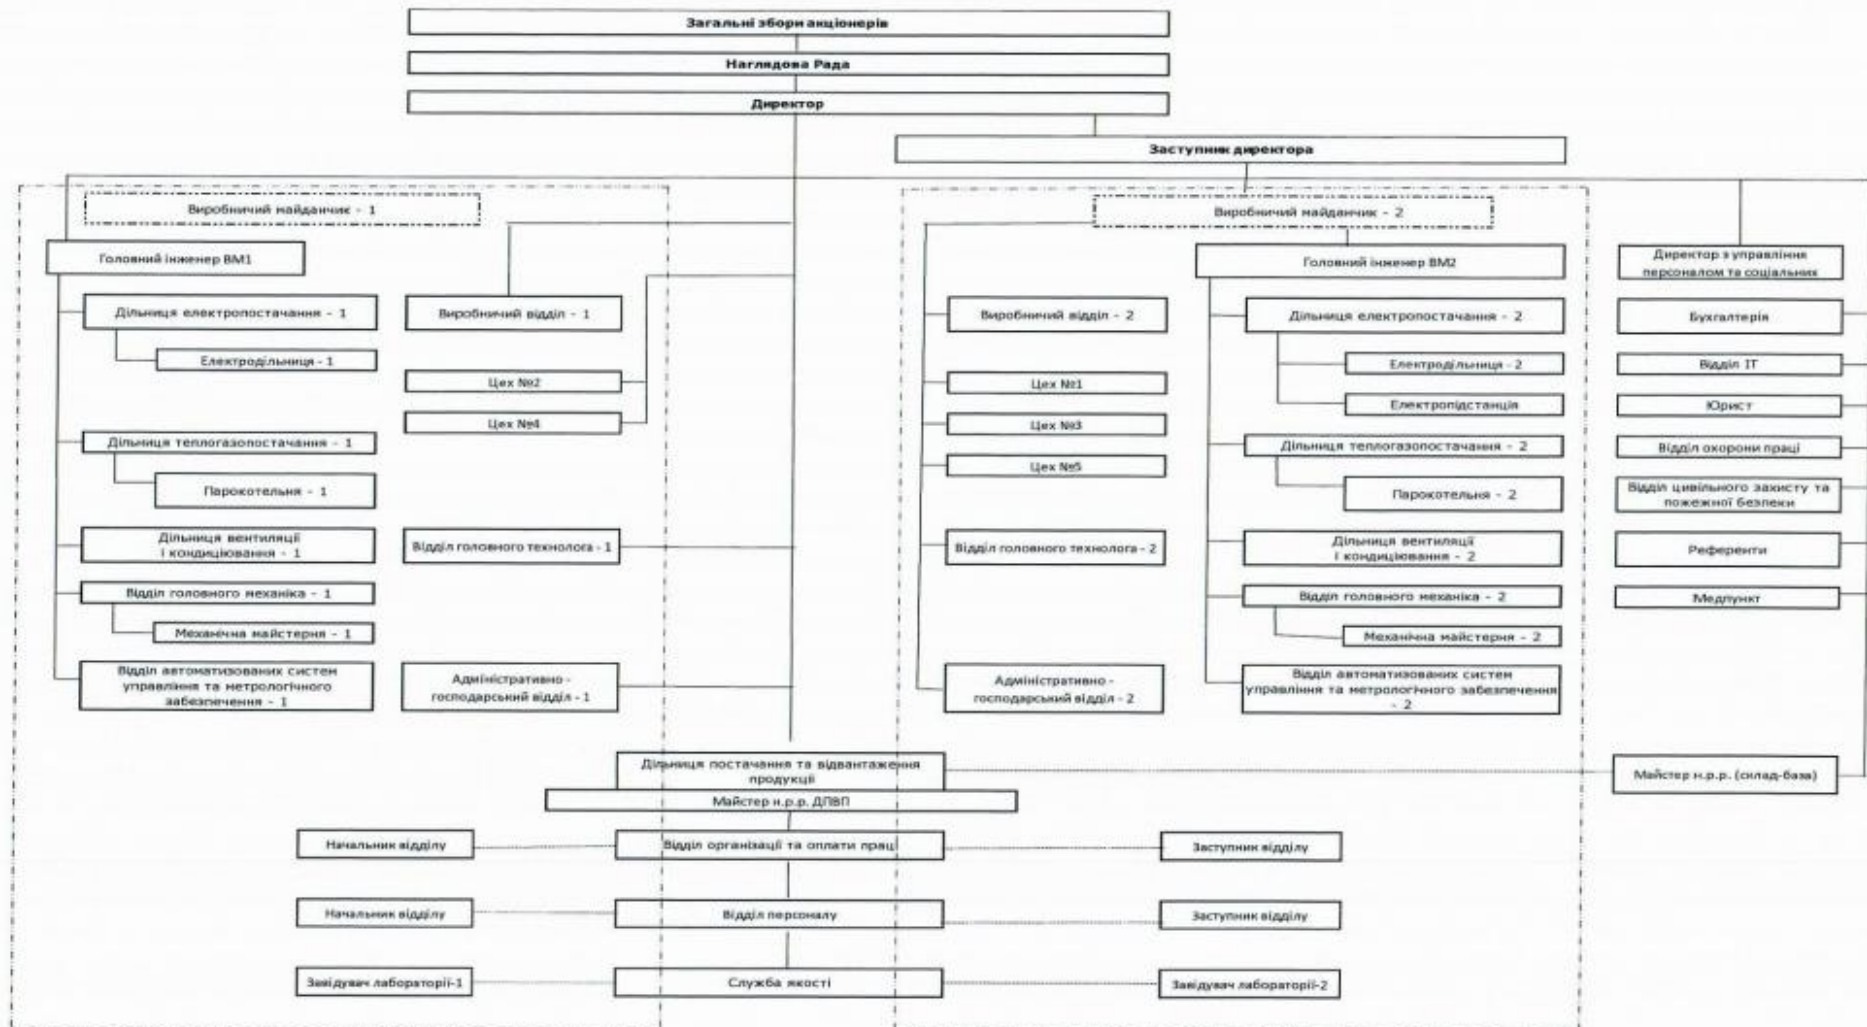 Загальні збори акціонерів
Наглядова Рада
Директор
Заступник директора
Виробничий майданчик - 1
Головний інженер ВМ1
Дільниця електропостачання - 1
Електродільниця - 1
Дільниця теплогазопостачання - 1
Парокотельня - 1
Дільниця вентиляції
і кондиціювання - 1
Відділ головного механіка - 1
Механічна майстерня - 1
Відділ автоматизованих систем
управління та метрологічного
забезпечення - 1
Виробничий відділ - 1
Цех №2
Цех №4
Відділ головного технолога - 1
Адміністративно -
господарський відділ - 1
Виробничий майданчик - 2
Виробничий відділ - 2
Цех №1
Цех №3
Цех №5
Відділ головного технолога - 2
Адміністративно -
господарський відділ - 2
Головний інженер ВМ2
Дільниця електропостачання - 2
Електродільниця - 2
Електропідстанція
Дільниця теплогазопостачання - 2
Парокотельня - 2
Дільниця вентиляції
і кондиціювання - 2
Відділ головного механіка - 2
Механічна майстерня - 2
Відділ автоматизованих систем
управління та метрологічного забезпечення
- 2
Директор з управління
персоналом та соціальних
Бухгалтерія
Відділ ІТ
Юрист
Відділ охорони праці
Відділ цивільного захисту та
пожежної безпеки
Референти
Медпункт
Дільниця постачання та відвантаження
продукції
Майстер н.р.р. (склад-база)
Майстер н.р.р. ДПВП
Начальник відділу
Відділ організації та оплати праці
Заступник відділу
Начальник відділу
Відділ персоналу
Заступник відділу
Завідувач лабораторії-1
Служба якості
Завідувач лабораторії-2